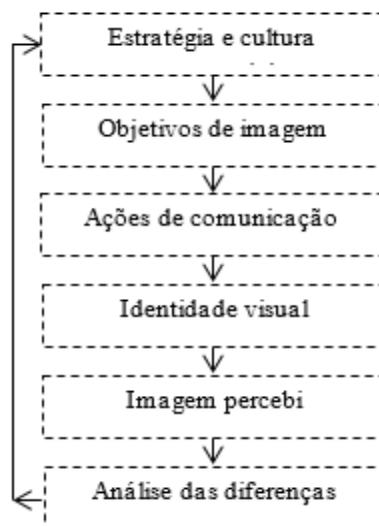 Estratégia e cultura
Objetivos de imagem
Ações de comunicação
Identidade visual
Imagem percebi
Análise das diferenças